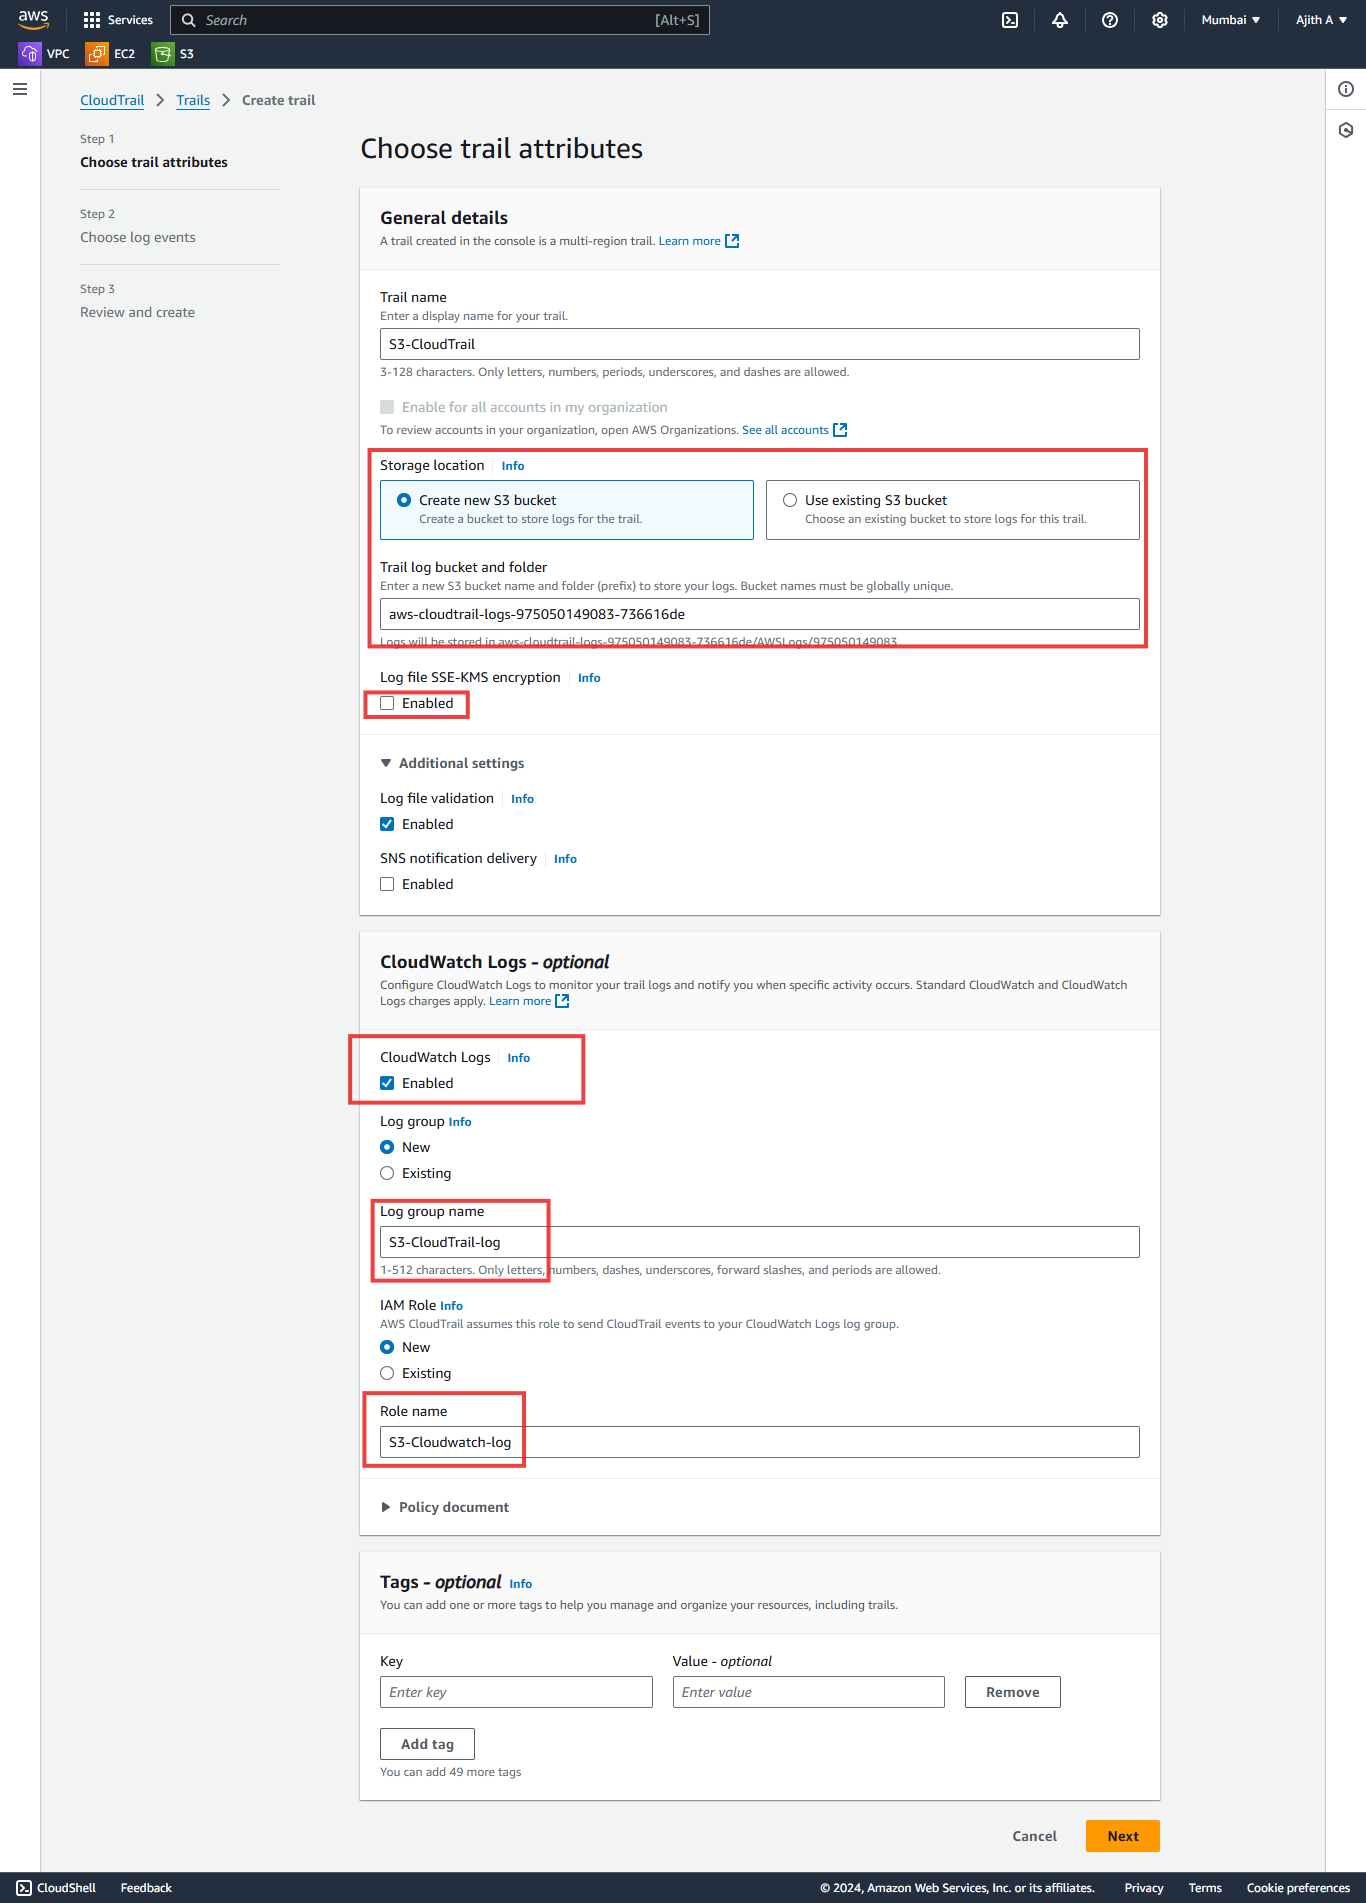 aws
Services
Search [Alt+S]
Mumbai ▼
Ajith A ▼
VPC EC2 S3
CloudTrail > Trails > Create trail
Step 1
Choose trail attributes
Step 2
Choose log events
Step 3
Review and create
Choose trail attributes
General details
A trail created in the console is a multi-region trail. Learn more
Trail name
Enter a display name for your trail.
S3-CloudTrail
3-128 characters. Only letters, numbers, periods, underscores, and dashes are allowed.
Enable for all accounts in my organization
To review accounts in your organization, open AWS Organizations. See all accounts
Storage location Info
Create new S3 bucket
Create a bucket to store logs for the trail.
Use existing S3 bucket
Choose an existing bucket to store logs for this trail.
Trail log bucket and folder
Enter a new S3 bucket name and folder (prefix) to store your logs. Bucket names must be globally unique.
aws-cloudtrail-logs-975050149083-736616de
Logs will be stored in aws-cloudtrail-logs-975050149083-736616de/AWSLogs/975050149083
Log file SSE-KMS encryption Info
Enabled
Additional settings
Log file validation Info
Enabled
SNS notification delivery Info
Enabled
CloudWatch Logs - optional
Configure CloudWatch Logs to monitor your trail logs and notify you when specific activity occurs. Standard CloudWatch and CloudWatch
Logs charges apply. Learn more
CloudWatch Logs Info
Enabled
Log group Info
New
Existing
Log group name
S3-CloudTrail-log
1-512 characters. Only letters, numbers, dashes, underscores, forward slashes, and periods are allowed.
IAM Role Info
AWS CloudTrail assumes this role to send CloudTrail events to your CloudWatch Logs log group.
New
Existing
Role name
S3-Cloudwatch-log
Policy document
Tags - optional Info
You can add one or more tags to help you manage and organize your resources, including trails.
Key
Value - optional
Enter key
Enter value
Remove
Add tag
You can add 49 more tags
Cancel
Next
CloudShell Feedback
© 2024, Amazon Web Services, Inc. or its affiliates. Privacy Terms Cookie preferences